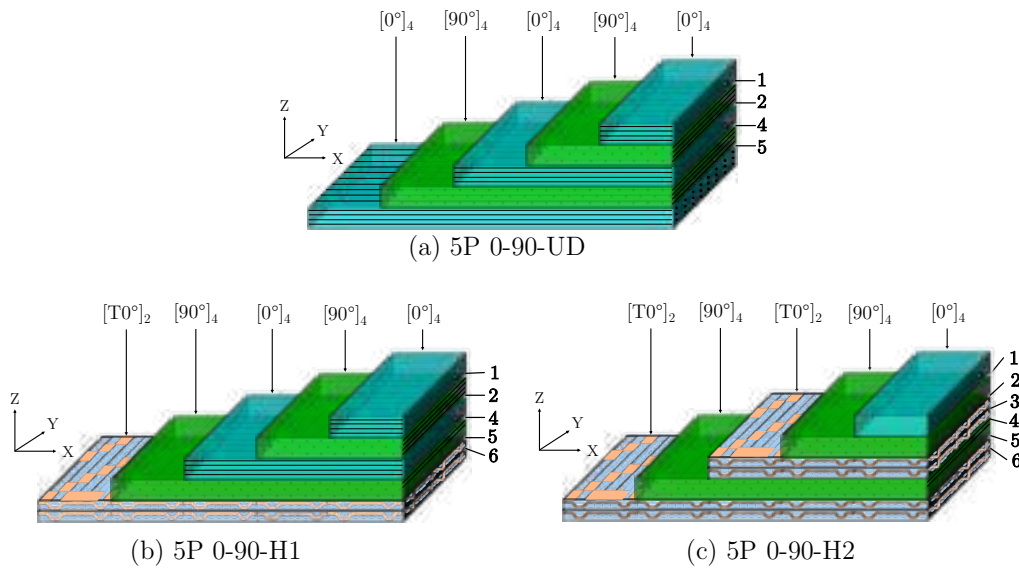 [0°]₄ [90°]₄ [0°]₄ [90°]₄ [0°]₄
Z
Y
X
1
2
4
5
(a) 5P 0-90-UD
[T0°]₂ [90°]₄ [0°]₄ [90°]₄ [0°]₄
Z
Y
X
1
2
4
5
6
(b) 5P 0-90-H1
[T0°]₂ [90°]₄ [T0°]₂ [90°]₄ [0°]₄
Z
Y
X
1
2
3
4
5
6
(c) 5P 0-90-H2